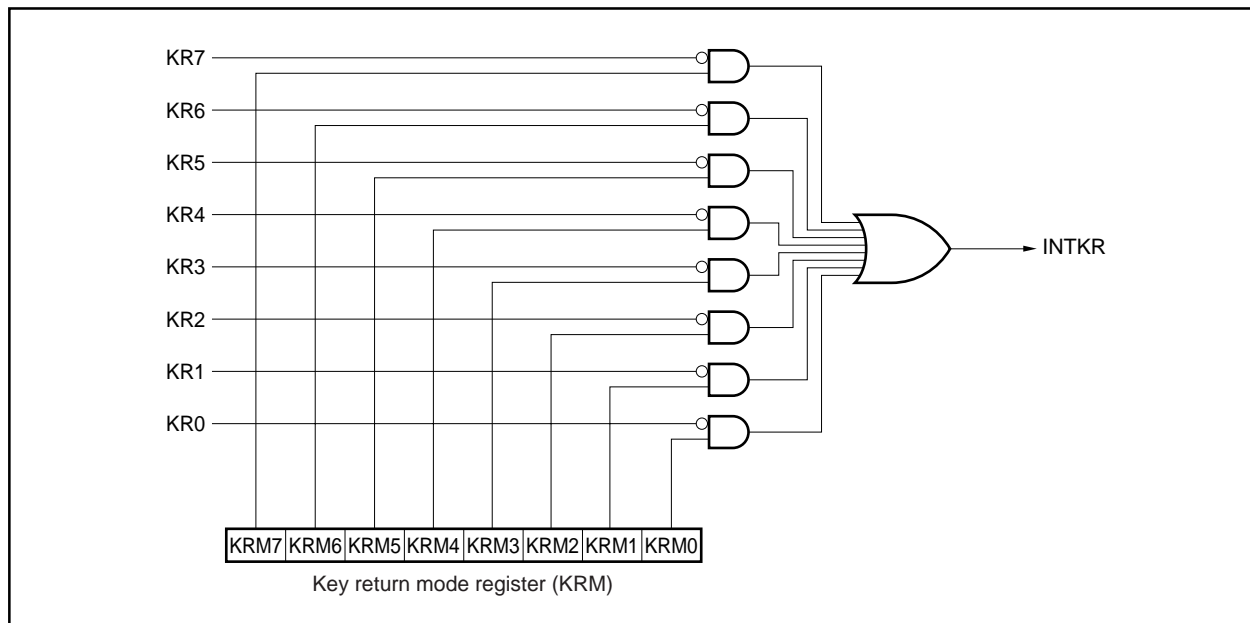 KR7
KR6
KR5
KR4
KR3
KR2
KR1
KR0
INTKR
KRM7 KRM6 KRM5 KRM4 KRM3 KRM2 KRM1 KRM0
Key return mode register (KRM)